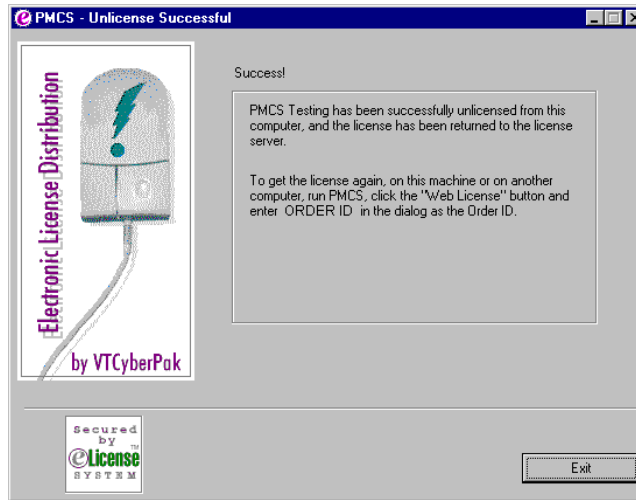 PMCS - Unlicense Successful
Electronic License Distribution
by VTCyberPak
Success!
PMCS Testing has been successfully unlicensed from this
computer, and the license has been returned to the license
server.
To get the license again, on this machine or on another
computer, run PMCS, click the "Web License" button and
enter ORDER ID in the dialog as the Order ID.
Secured
by
eLicense™
SYSTEM
Exit